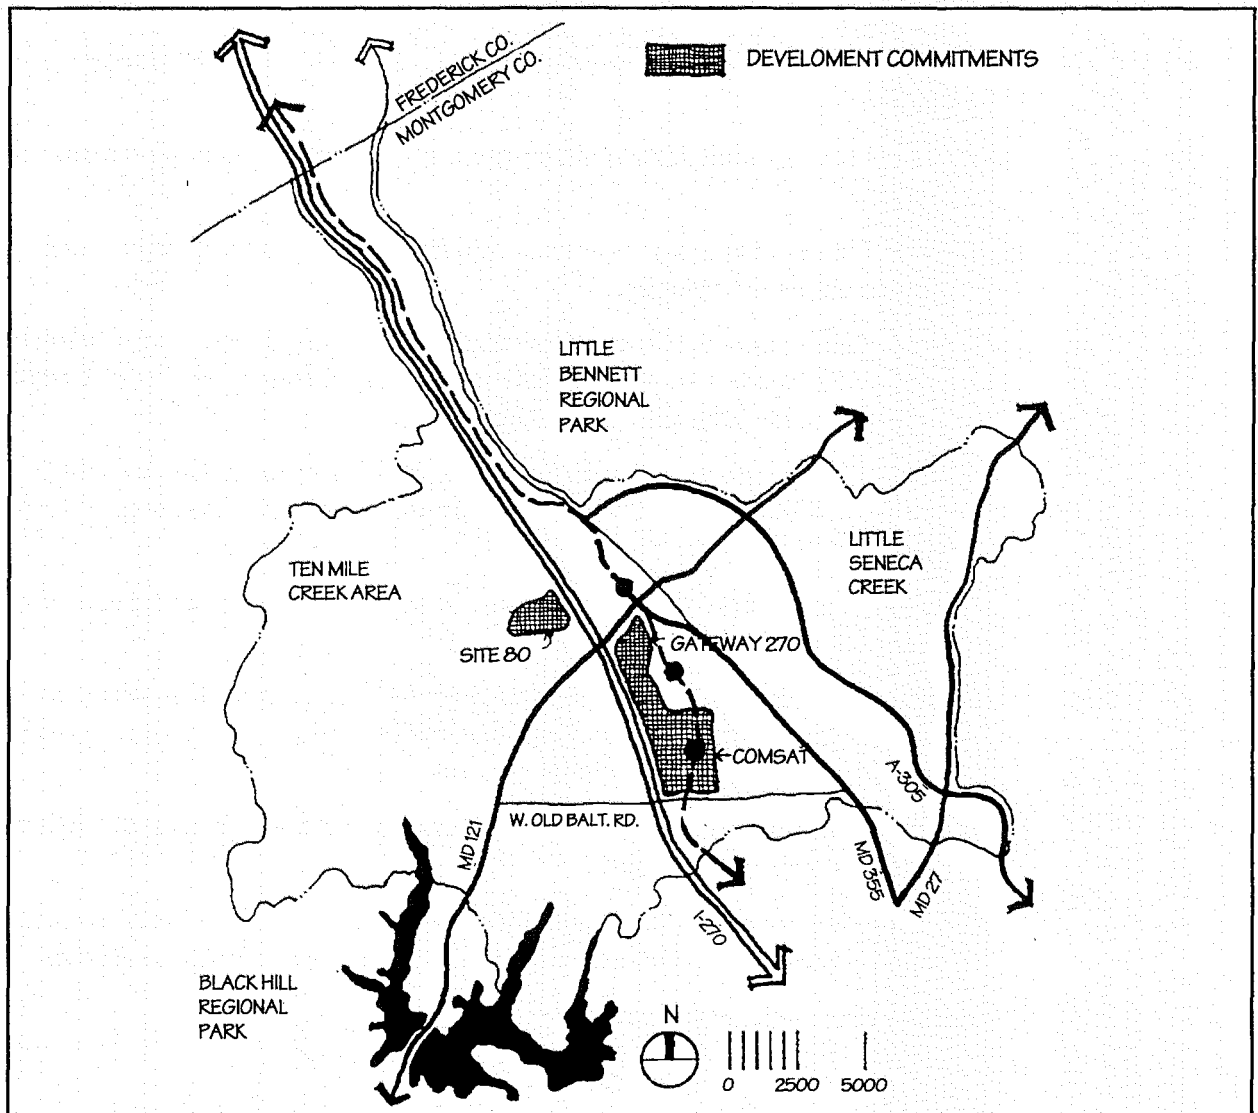 FREDERICK CO.
MONTGOMERY CO.
DEVELOMENT COMMITMENTS
LITTLE
BENNETT
REGIONAL
PARK
TEN MILE
CREEK AREA
LITTLE
SENECA
CREEK
SITE 80
GATEWAY 270
COMSAT
A-305
W. OLD BALT. RD.
MD 121
MD 355
MD 27
I-270
BLACK HILL
REGIONAL
PARK
N
0 2500 5000